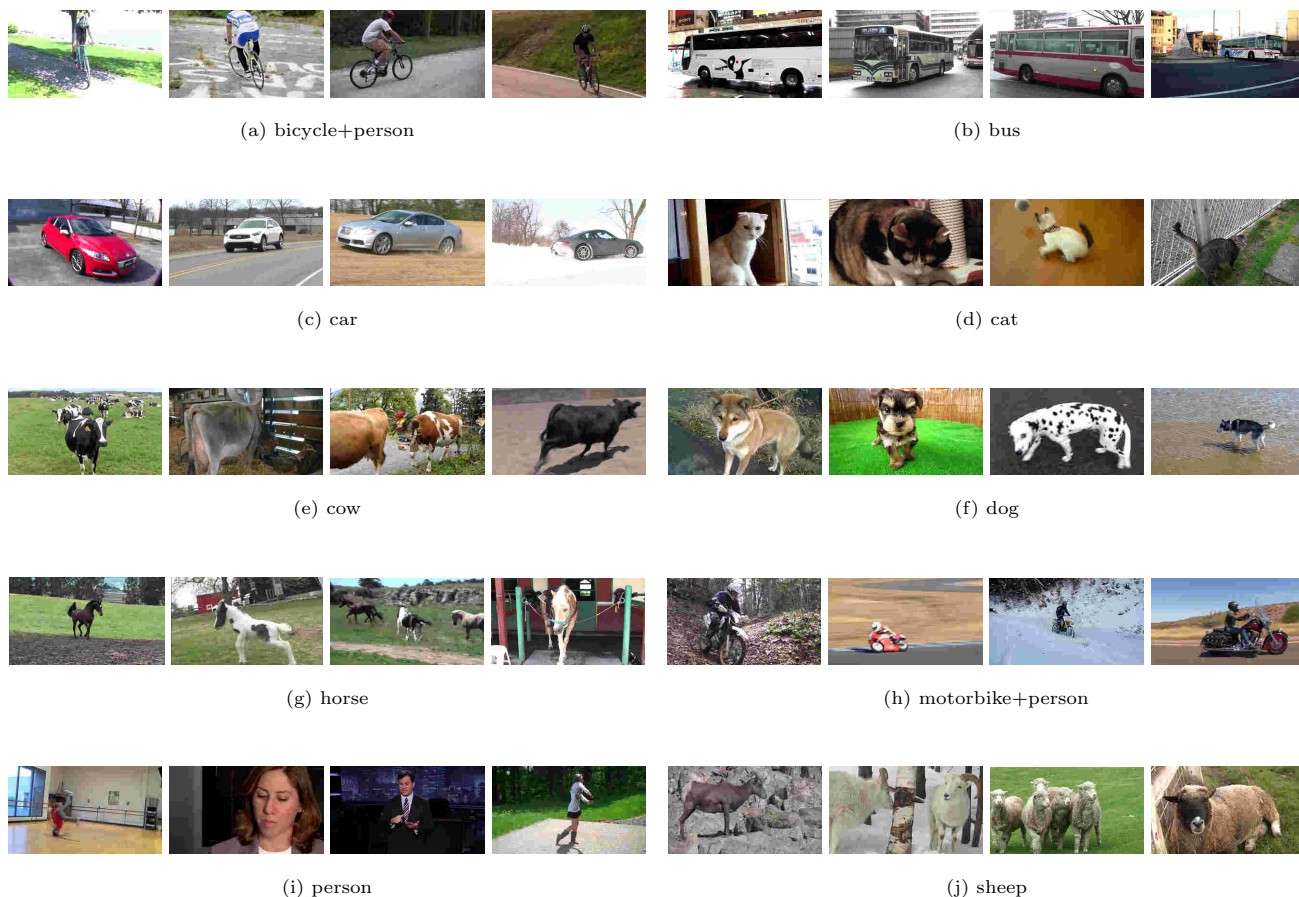 (a) bicycle+person
(b) bus
(c) car
(d) cat
(e) cow
(f) dog
(g) horse
(h) motorbike+person
(i) person
(j) sheep